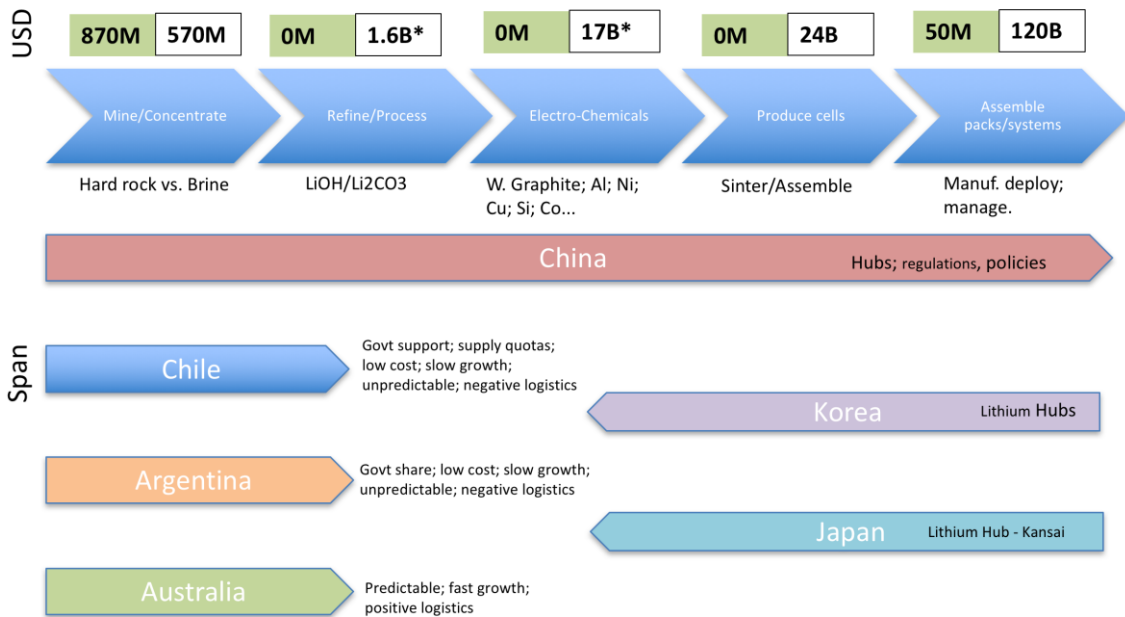 USD
870M 570M 0M 1.6B* 0M 17B* 0M 24B 50M 120B
Mine/Concentrate
Refine/Process
Electro-Chemicals
Produce cells
Assemble
packs/systems
Hard rock vs. Brine
LiOH/Li2CO3
W. Graphite; Al; Ni;
Cu; Si; Co...
Sinter/Assemble
Manuf. deploy;
manage.
China
Hubs; regulations, policies
Span
Chile
Govt support; supply quotas;
low cost; slow growth;
unpredictable; negative logistics
Korea
Lithium Hubs
Argentina
Govt share; low cost; slow growth;
unpredictable; negative logistics
Japan
Lithium Hub - Kansai
Australia
Predictable; fast growth;
positive logistics